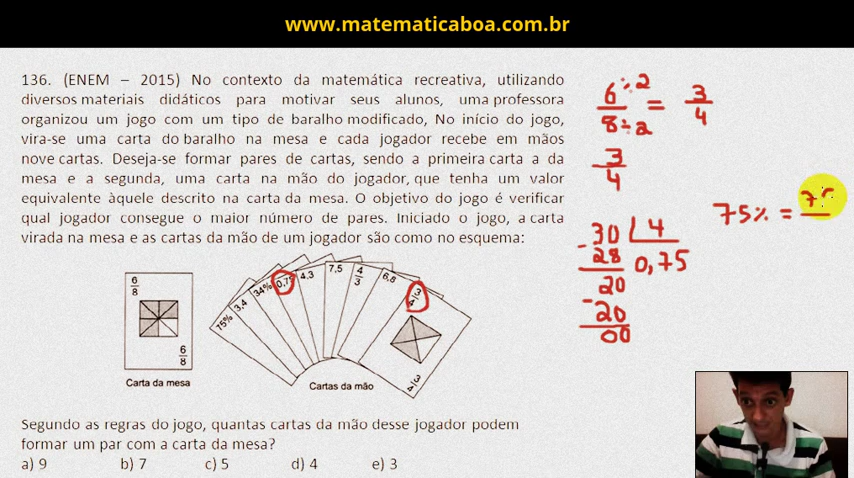 www.matematicaboa.com.br
136. (ENEM – 2015) No contexto da matemática recreativa, utilizando
diversos materiais didáticos para motivar seus alunos, uma professora
organizou um jogo com um tipo de baralho modificado, No início do jogo,
vira-se uma carta do baralho na mesa e cada jogador recebe em mãos
nove cartas. Deseja-se formar pares de cartas, sendo a primeira carta a da
mesa e a segunda, uma carta na mão do jogador, que tenha um valor
equivalente àquele descrito na carta da mesa. O objetivo do jogo é verificar
qual jogador consegue o maior número de pares. Iniciado o jogo, a carta
virada na mesa e as cartas da mão de um jogador são como no esquema:
6/8
6/8
Carta da mesa
75% 3,4 34% 0,75 4,3 7,5 4/3 6,8 3/4
3/4
Cartas da mão
Segundo as regras do jogo, quantas cartas da mão desse jogador podem
formar um par com a carta da mesa?
a) 9 b) 7 c) 5 d) 4 e) 3
6÷2/8÷2 = 3/4
3/4
30 4
-28 0,75
20
-20
00
75% =